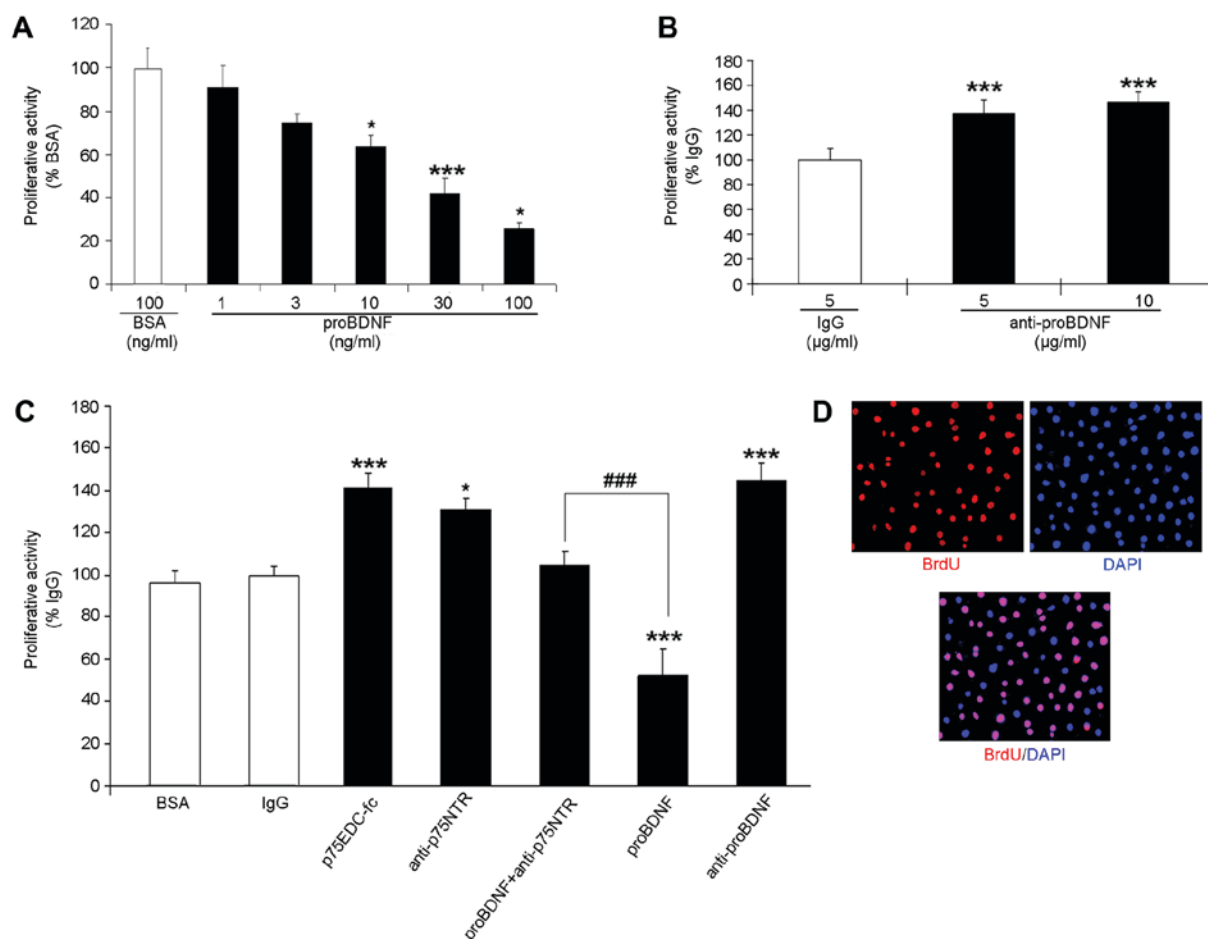 A
120
100
80
60
40
20
0
Proliferative activity
(% BSA)
*
***
*
100
1
3
10
30
100
BSA
proBDNF
(ng/ml)
(ng/ml)
B
180
160
140
120
100
80
60
40
20
0
Proliferative activity
(% IgG)
***
***
5
5
10
IgG
anti-proBDNF
(µg/ml)
(µg/ml)
C
180
160
140
120
100
80
60
40
20
0
Proliferative activity
(% IgG)
***
*
###
***
***
BSA
IgG
p75EDC-fc
anti-p75NTR
proBDNF+anti-p75NTR
proBDNF
anti-proBDNF
D
BrdU
DAPI
BrdU/DAPI